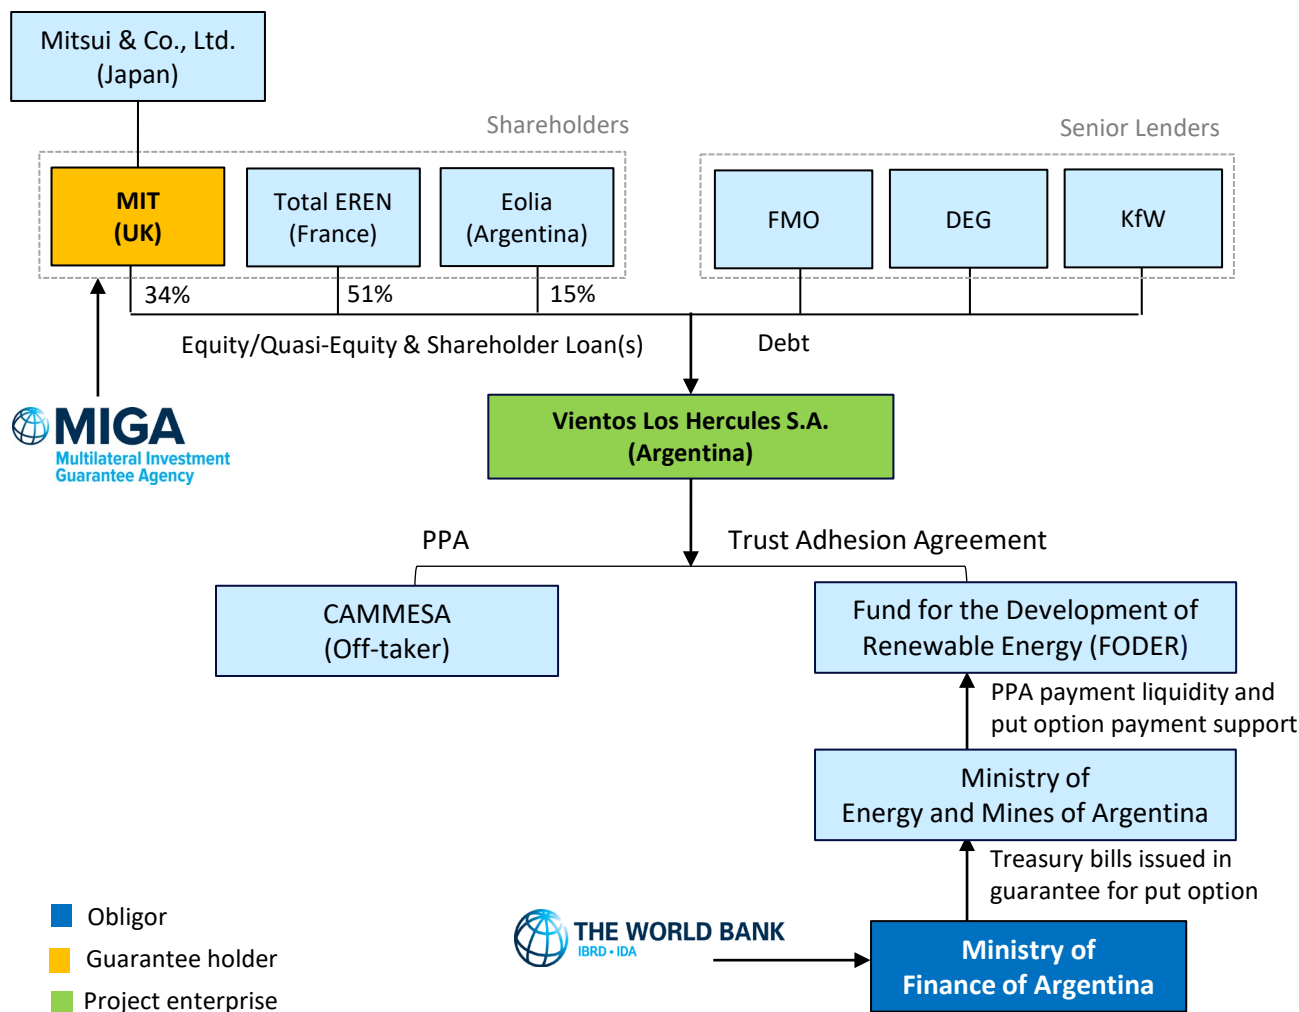 Mitsui & Co., Ltd.
(Japan)
Shareholders
Senior Lenders
MIT
(UK)
Total EREN
(France)
Eolia
(Argentina)
FMO
DEG
KfW
34%
51%
15%
Equity/Quasi-Equity & Shareholder Loan(s)
Debt
MIGA
Multilateral Investment
Guarantee Agency
Vientos Los Hercules S.A.
(Argentina)
PPA
Trust Adhesion Agreement
CAMMESA
(Off-taker)
Fund for the Development of
Renewable Energy (FODER)
PPA payment liquidity and
put option payment support
Ministry of
Energy and Mines of Argentina
Treasury bills issued in
guarantee for put option
THE WORLD BANK
IBRD • IDA
Ministry of
Finance of Argentina
Obligor
Guarantee holder
Project enterprise